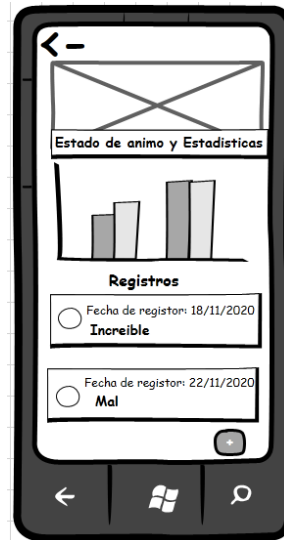 Estado de animo y Estadisticas
Registros
Fecha de registor: 18/11/2020
Increible
Fecha de registor: 22/11/2020
Mal
+